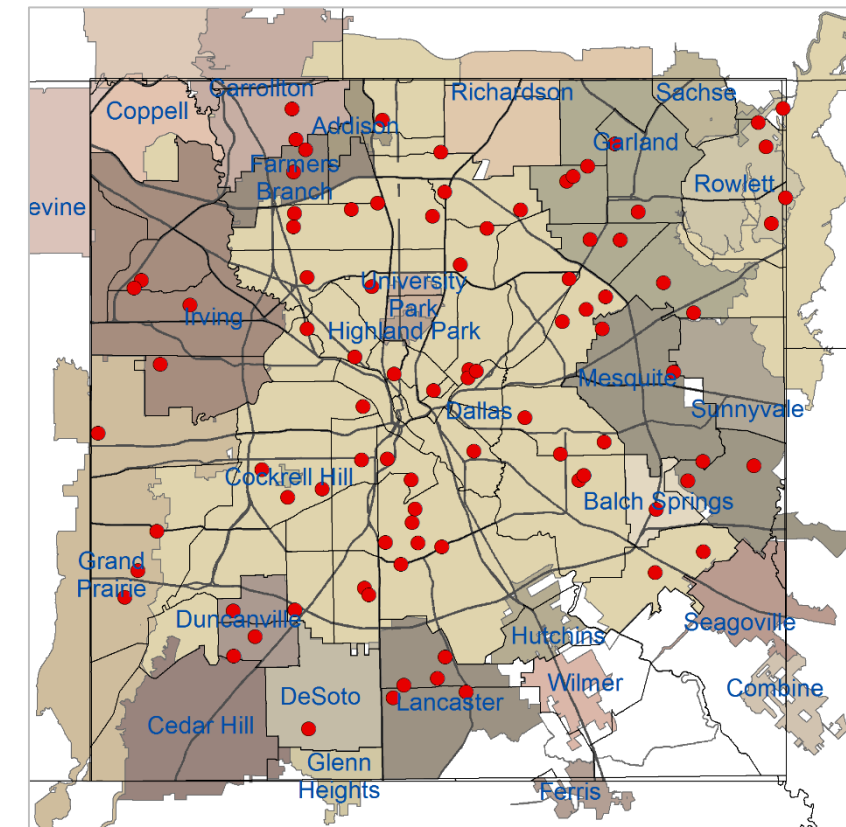 Carrollton
Richardson
Sachse
Coppell
Addison
Garland
Farmers
Branch
Rowlett
evine
University
Park
Irving
Highland Park
Mesquite
Dallas
Sunnyvale
Cockrell Hill
Balch Springs
Grand
Prairie
Duncanville
Seagoville
Hutchins
Wilmer
Combine
DeSoto
Lancaster
Cedar Hill
Glenn
Heights
Ferris